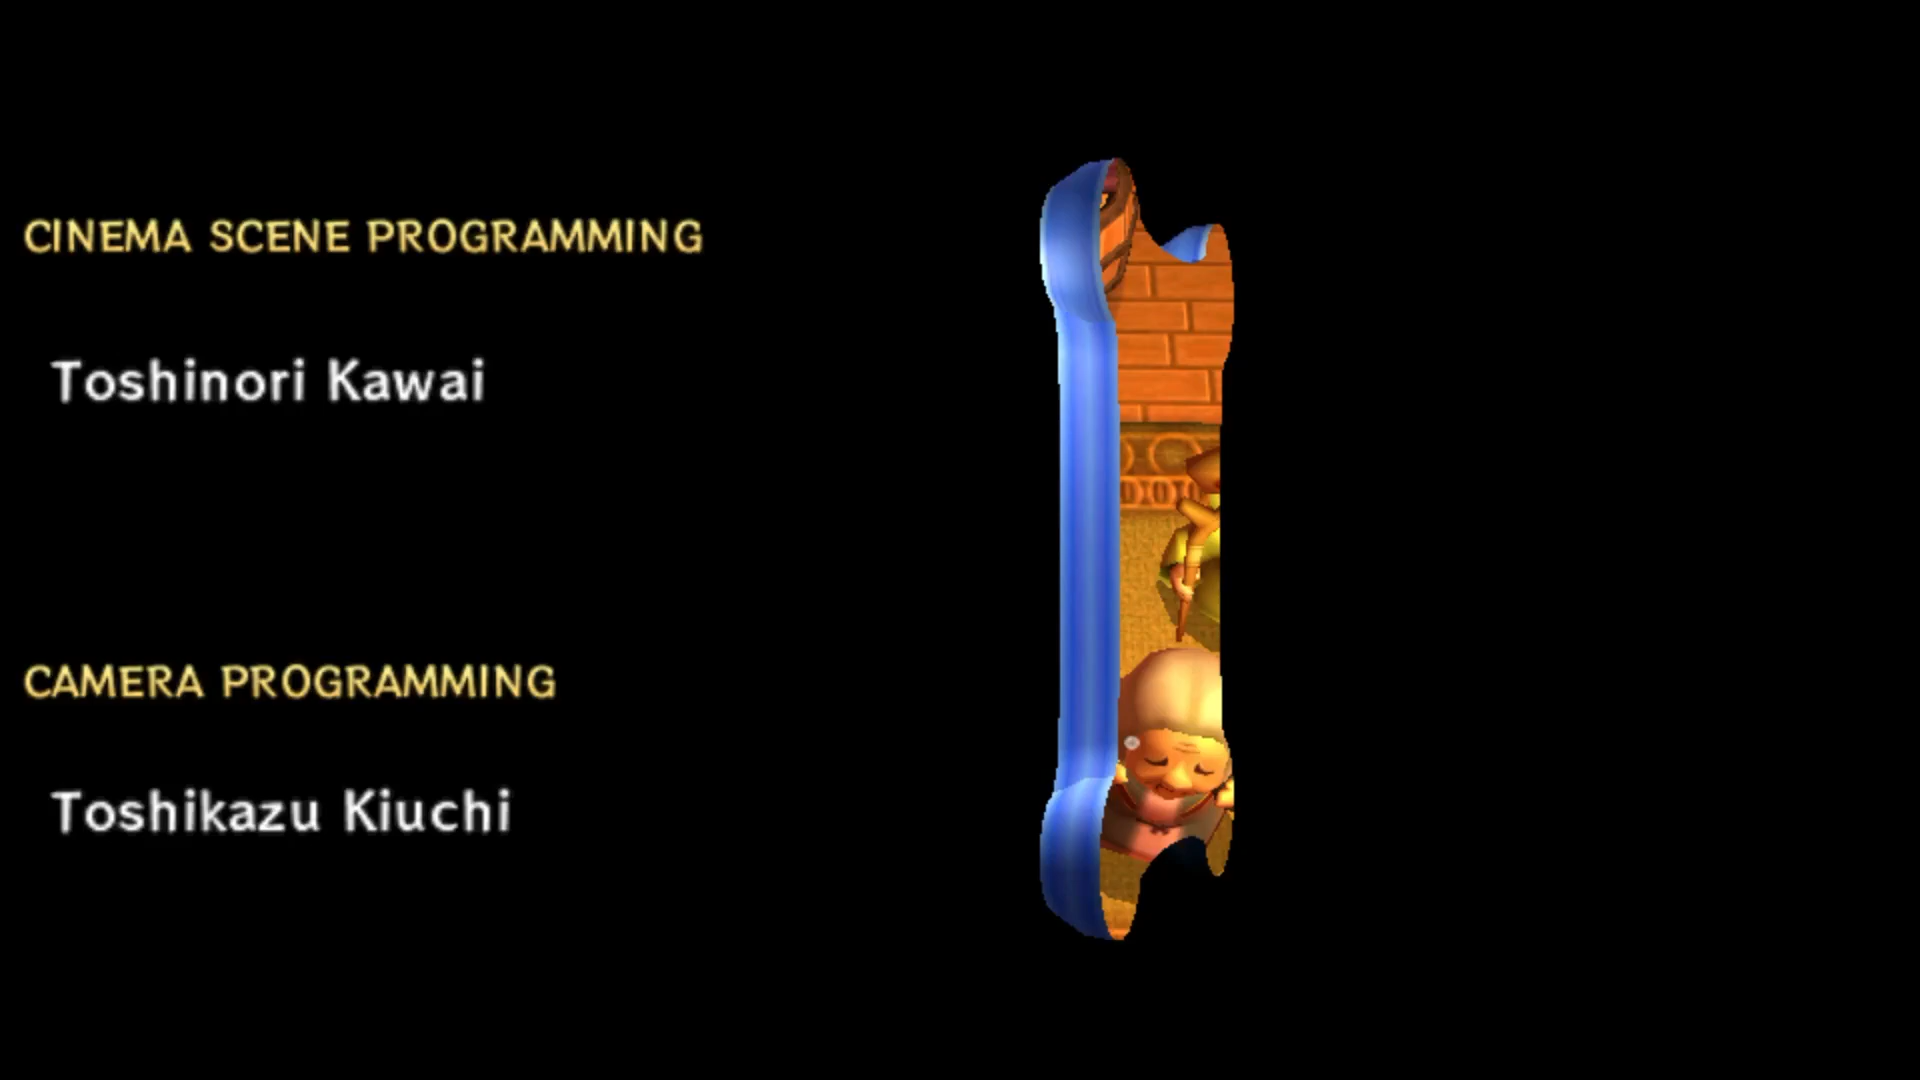 CINEMA SCENE PROGRAMMING
Toshinori Kawai
CAMERA PROGRAMMING
Toshikazu Kiuchi